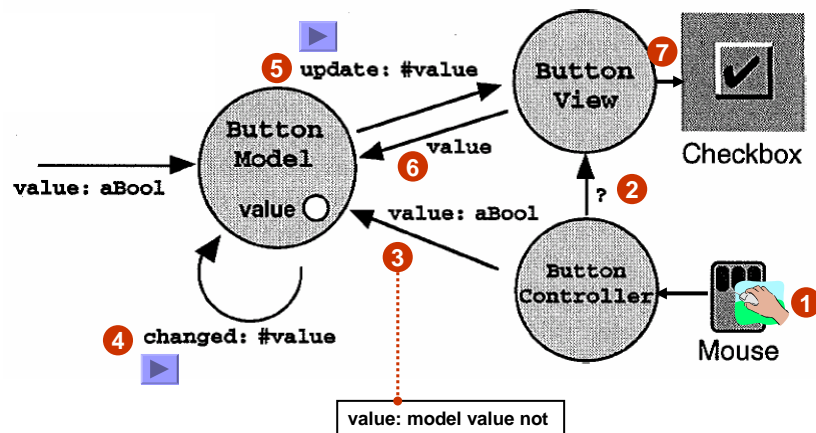 5 update: #value
7
Button
View
Button
Model
6 value
Checkbox
value: aBool
value
value: aBool
? 2
3
Button
Controller
1
4 changed: #value
Mouse
value: model value not